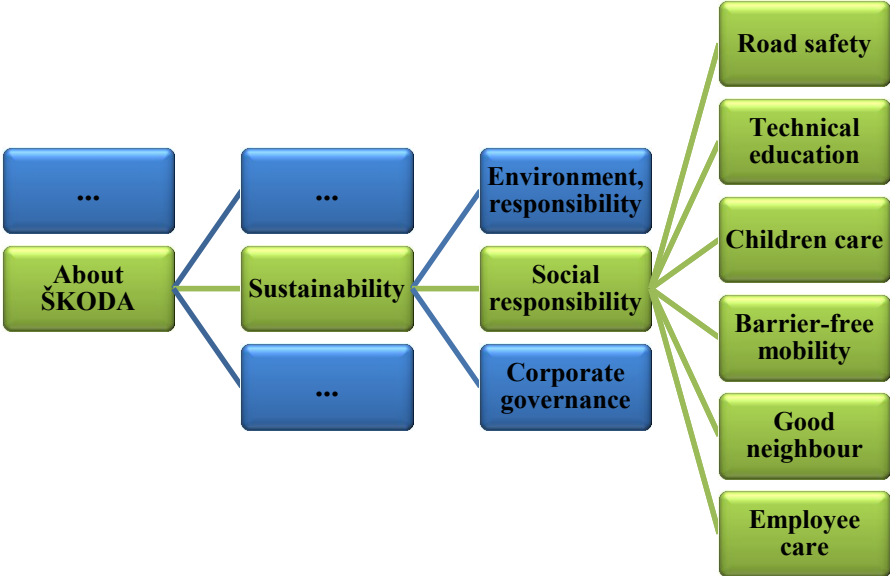 ...
About
ŠKODA
...
Sustainability
...
Environment,
responsibility
Social
responsibility
Corporate
governance
Road safety
Technical
education
Children care
Barrier-free
mobility
Good
neighbour
Employee
care